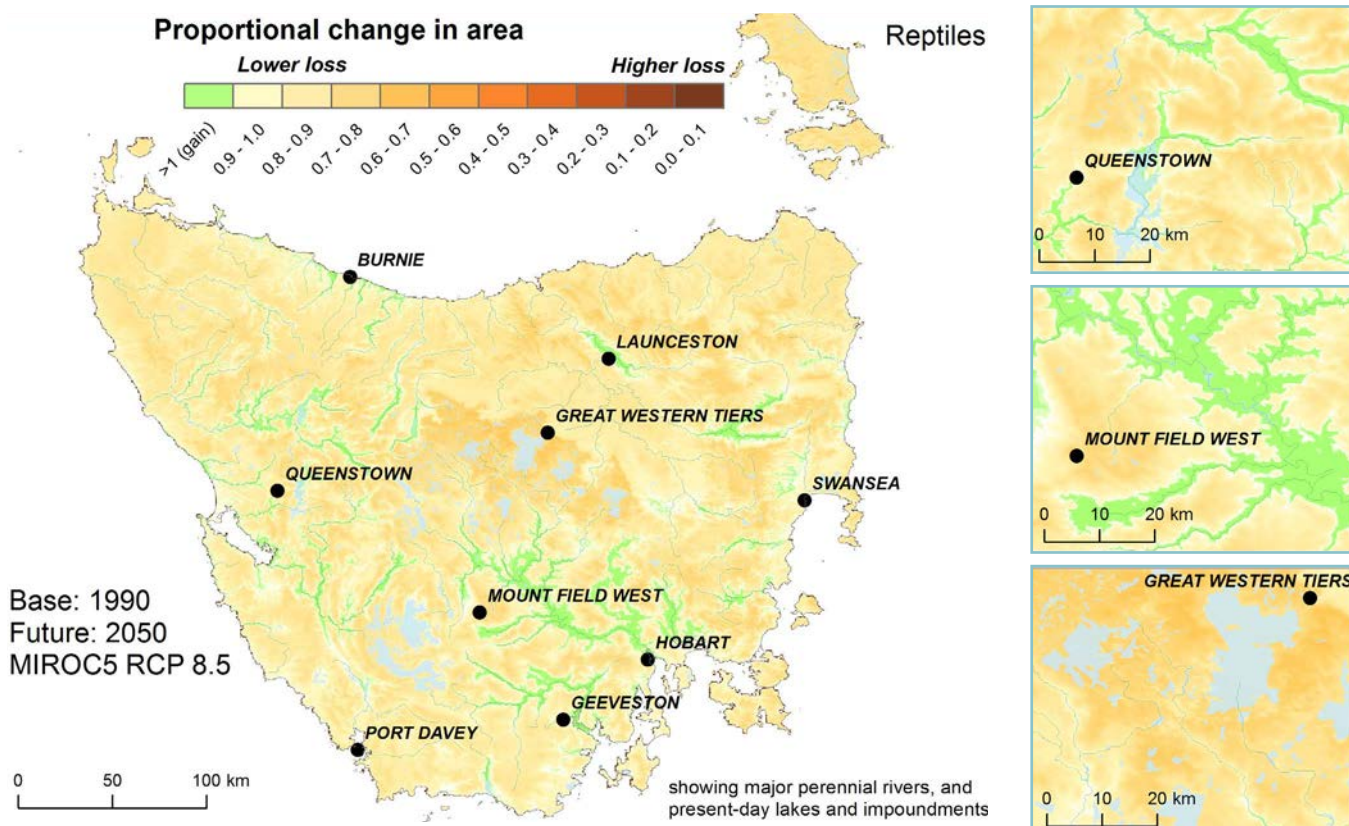 Proportional change in area
Reptiles
Lower loss
Higher loss
>1 (gain)
0.9 - 1.0
0.8 - 0.9
0.7 - 0.8
0.6 - 0.7
0.5 - 0.6
0.4 - 0.5
0.3 - 0.4
0.2 - 0.3
0.1 - 0.2
0.0 - 0.1
BURNIE
LAUNCESTON
GREAT WESTERN TIERS
QUEENSTOWN
SWANSEA
MOUNT FIELD WEST
HOBART
GEEVESTON
PORT DAVEY
Base: 1990
Future: 2050
MIROC5 RCP 8.5
0 50 100 km
showing major perennial rivers, and
present-day lakes and impoundments
QUEENSTOWN
0 10 20 km
MOUNT FIELD WEST
0 10 20 km
GREAT WESTERN TIERS
0 10 20 km